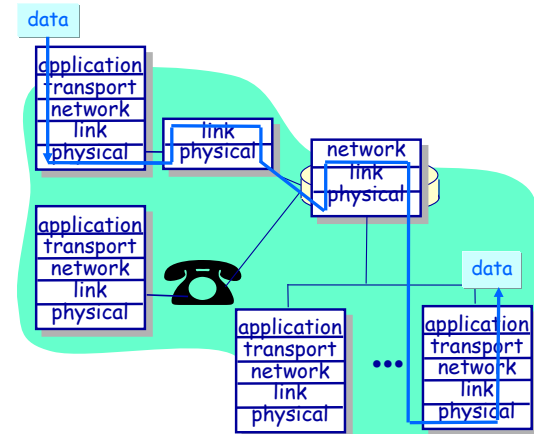 data
application
transport
network
link
physical
link
physical
network
link
physical
application
transport
network
link
physical
data
application
transport
network
link
physical
application
transport
network
link
physical